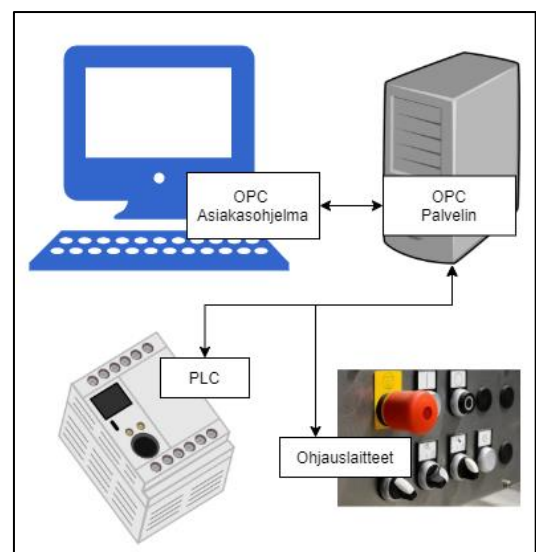 OPC
Asiakasohjelma
OPC
Palvelin
PLC
Ohjauslaitteet